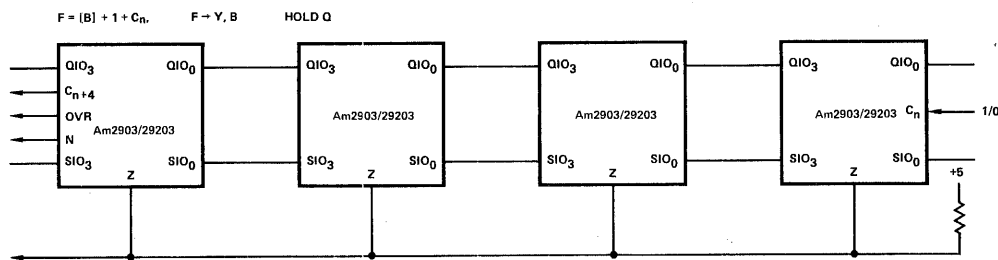 F = [B] + 1 + Cn, F → Y, B HOLD Q
QIO3 QIO0 QIO3 QIO0 QIO3 QIO0 QIO3 QIO0
Cn+4
OVR
Am2903/29203 Am2903/29203 Am2903/29203 Am2903/29203 Cn 1/0
N
SIO3 SIO0 SIO3 SIO0 SIO3 SIO0 SIO3 SIO0
Z Z Z Z +5